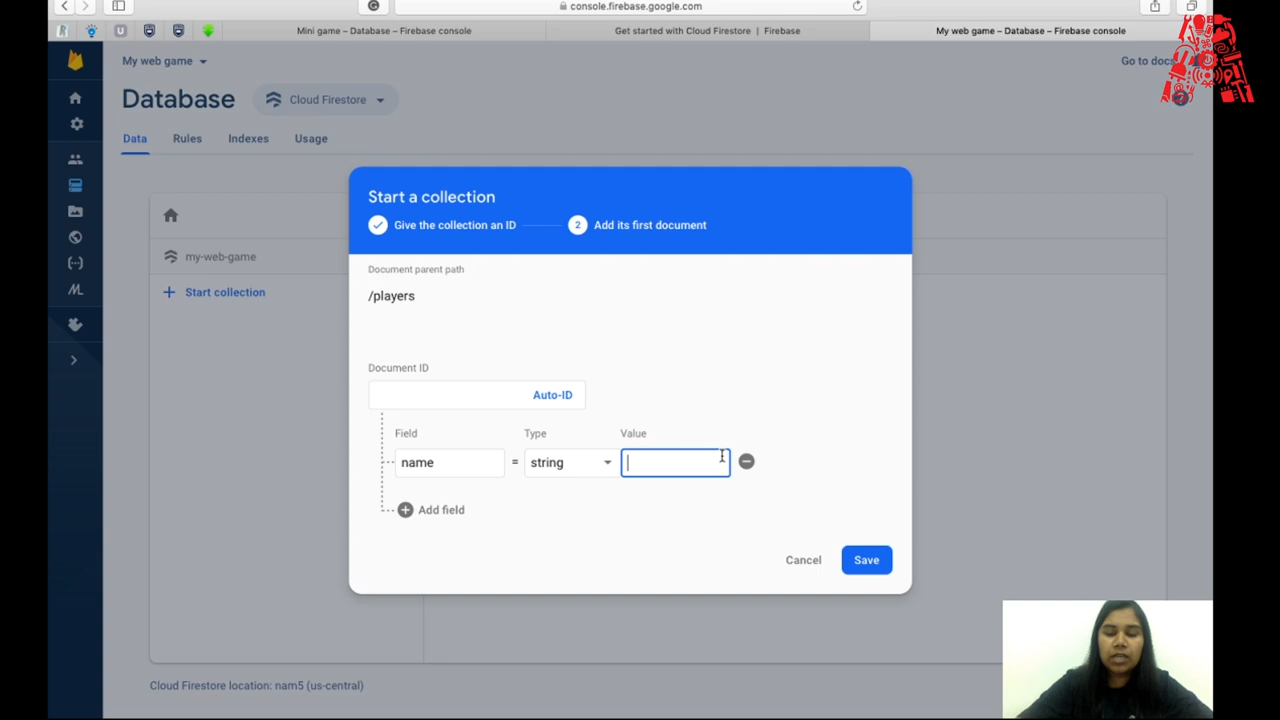 console.firebase.google.com
Mini game – Database – Firebase console
Get started with Cloud Firestore | Firebase
My web game – Database – Firebase console
My web game
Go to docs
Database
Cloud Firestore
Data
Rules
Indexes
Usage
Start a collection
Give the collection an ID
2
Add its first document
Document parent path
/players
my-web-game
Start collection
Document ID
Auto-ID
Field
Type
Value
name
=
string
Add field
Cancel
Save
Cloud Firestore location: nam5 (us-central)